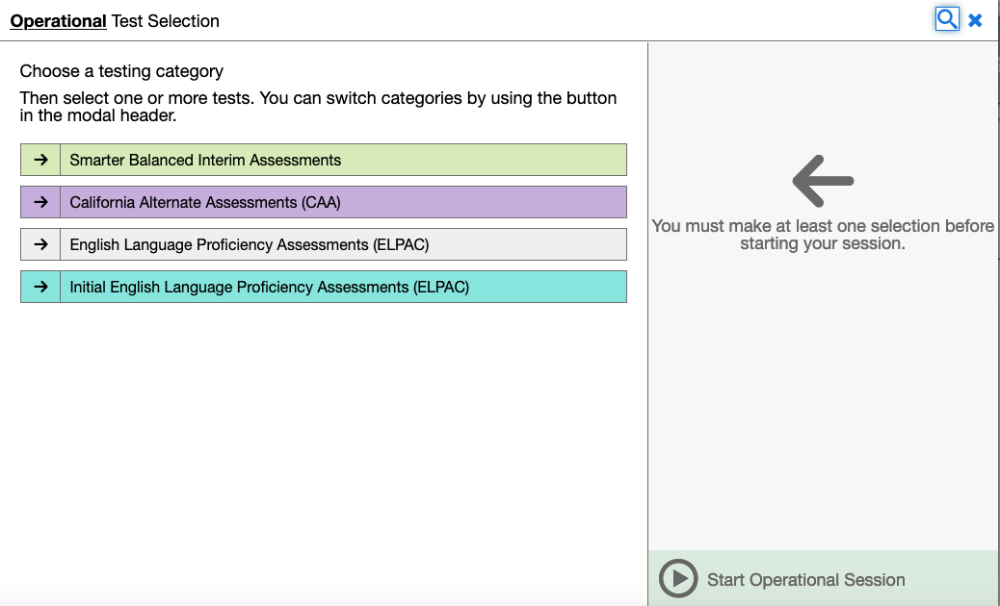 Operational Test Selection
Choose a testing category
Then select one or more tests. You can switch categories by using the button
in the modal header.
Smarter Balanced Interim Assessments
California Alternate Assessments (CAA)
English Language Proficiency Assessments (ELPAC)
Initial English Language Proficiency Assessments (ELPAC)
You must make at least one selection before
starting your session.
Start Operational Session